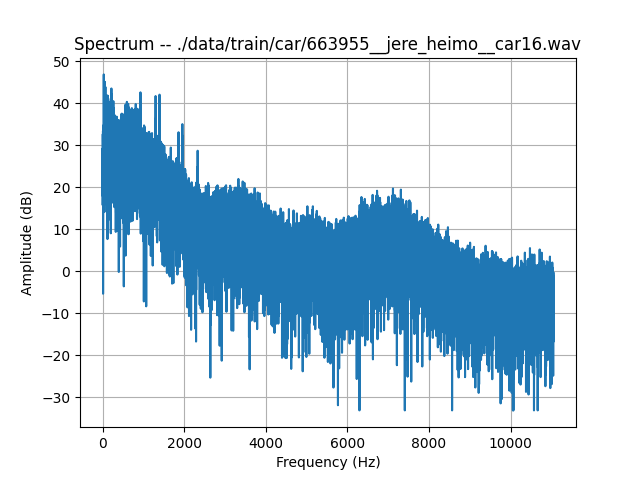 Spectrum -- ./data/train/car/663955__jere_heimo__car16.wav
50
40
30
20
10
0
−10
−20
−30
Amplitude (dB)
0 2000 4000 6000 8000 10000
Frequency (Hz)